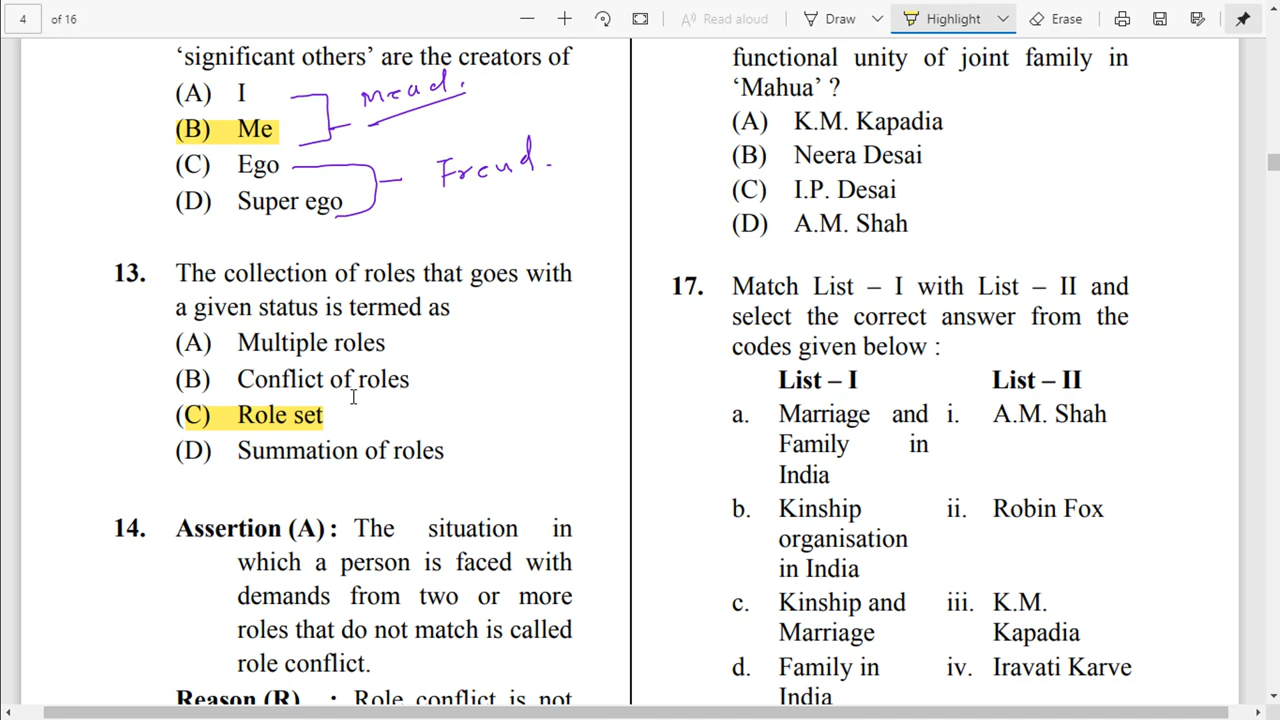 4
of 16
Read aloud
Draw
Highlight
Erase
‘significant others’ are the creators of
(A) I
(B) Me
(C) Ego
(D) Super ego
Mead.
Freud.
13. The collection of roles that goes with
a given status is termed as
(A) Multiple roles
(B) Conflict of roles
(C) Role set
(D) Summation of roles
14. Assertion (A) : The situation in
which a person is faced with
demands from two or more
roles that do not match is called
role conflict.
Reason (R) : Role conflict is not
functional unity of joint family in
‘Mahua’ ?
(A) K.M. Kapadia
(B) Neera Desai
(C) I.P. Desai
(D) A.M. Shah
17. Match List – I with List – II and
select the correct answer from the
codes given below :
List – I List – II
a. Marriage and i. A.M. Shah
Family in
India
b. Kinship ii. Robin Fox
organisation
in India
c. Kinship and iii. K.M.
Marriage Kapadia
d. Family in iv. Iravati Karve
India